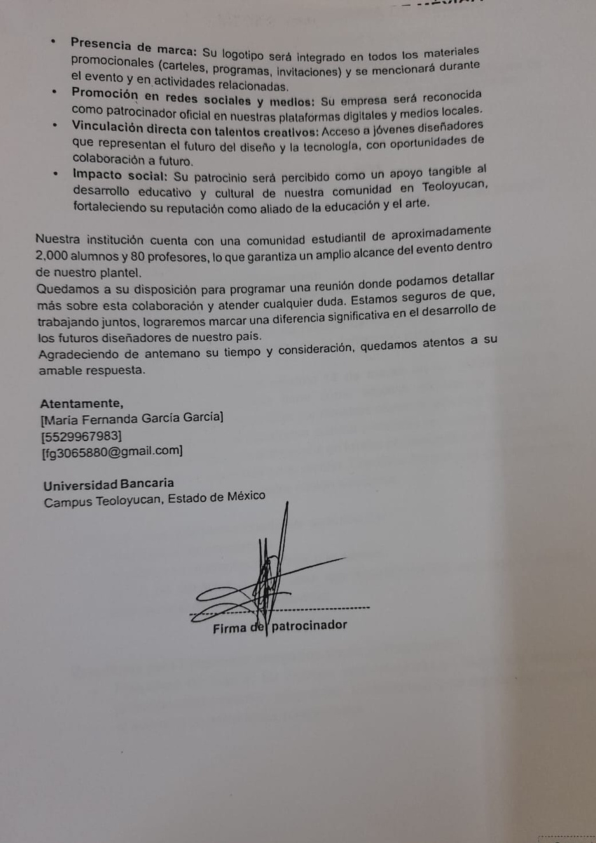 • Presencia de marca: Su logotipo será integrado en todos los materiales
promocionales (carteles, programas, invitaciones) y se mencionará durante
el evento y en actividades relacionadas.
• Promoción en redes sociales y medios: Su empresa será reconocida
como patrocinador oficial en nuestras plataformas digitales y medios locales.
• Vinculación directa con talentos creativos: Acceso a jóvenes diseñadores
que representan el futuro del diseño y la tecnología, con oportunidades de
colaboración a futuro.
• Impacto social: Su patrocinio será percibido como un apoyo tangible al
desarrollo educativo y cultural de nuestra comunidad en Teoloyucan,
fortaleciendo su reputación como aliado de la educación y el arte.
Nuestra institución cuenta con una comunidad estudiantil de aproximadamente
2,000 alumnos y 80 profesores, lo que garantiza un amplio alcance del evento dentro
de nuestro plantel.
Quedamos a su disposición para programar una reunión donde podamos detallar
más sobre esta colaboración y atender cualquier duda. Estamos seguros de que,
trabajando juntos, lograremos marcar una diferencia significativa en el desarrollo de
los futuros diseñadores de nuestro país.
Agradeciendo de antemano su tiempo y consideración, quedamos atentos a su
amable respuesta.
Atentamente,
[María Fernanda García García]
[5529967983]
[fg3065880@gmail.com]
Universidad Bancaria
Campus Teoloyucan, Estado de México
Firma de patrocinador